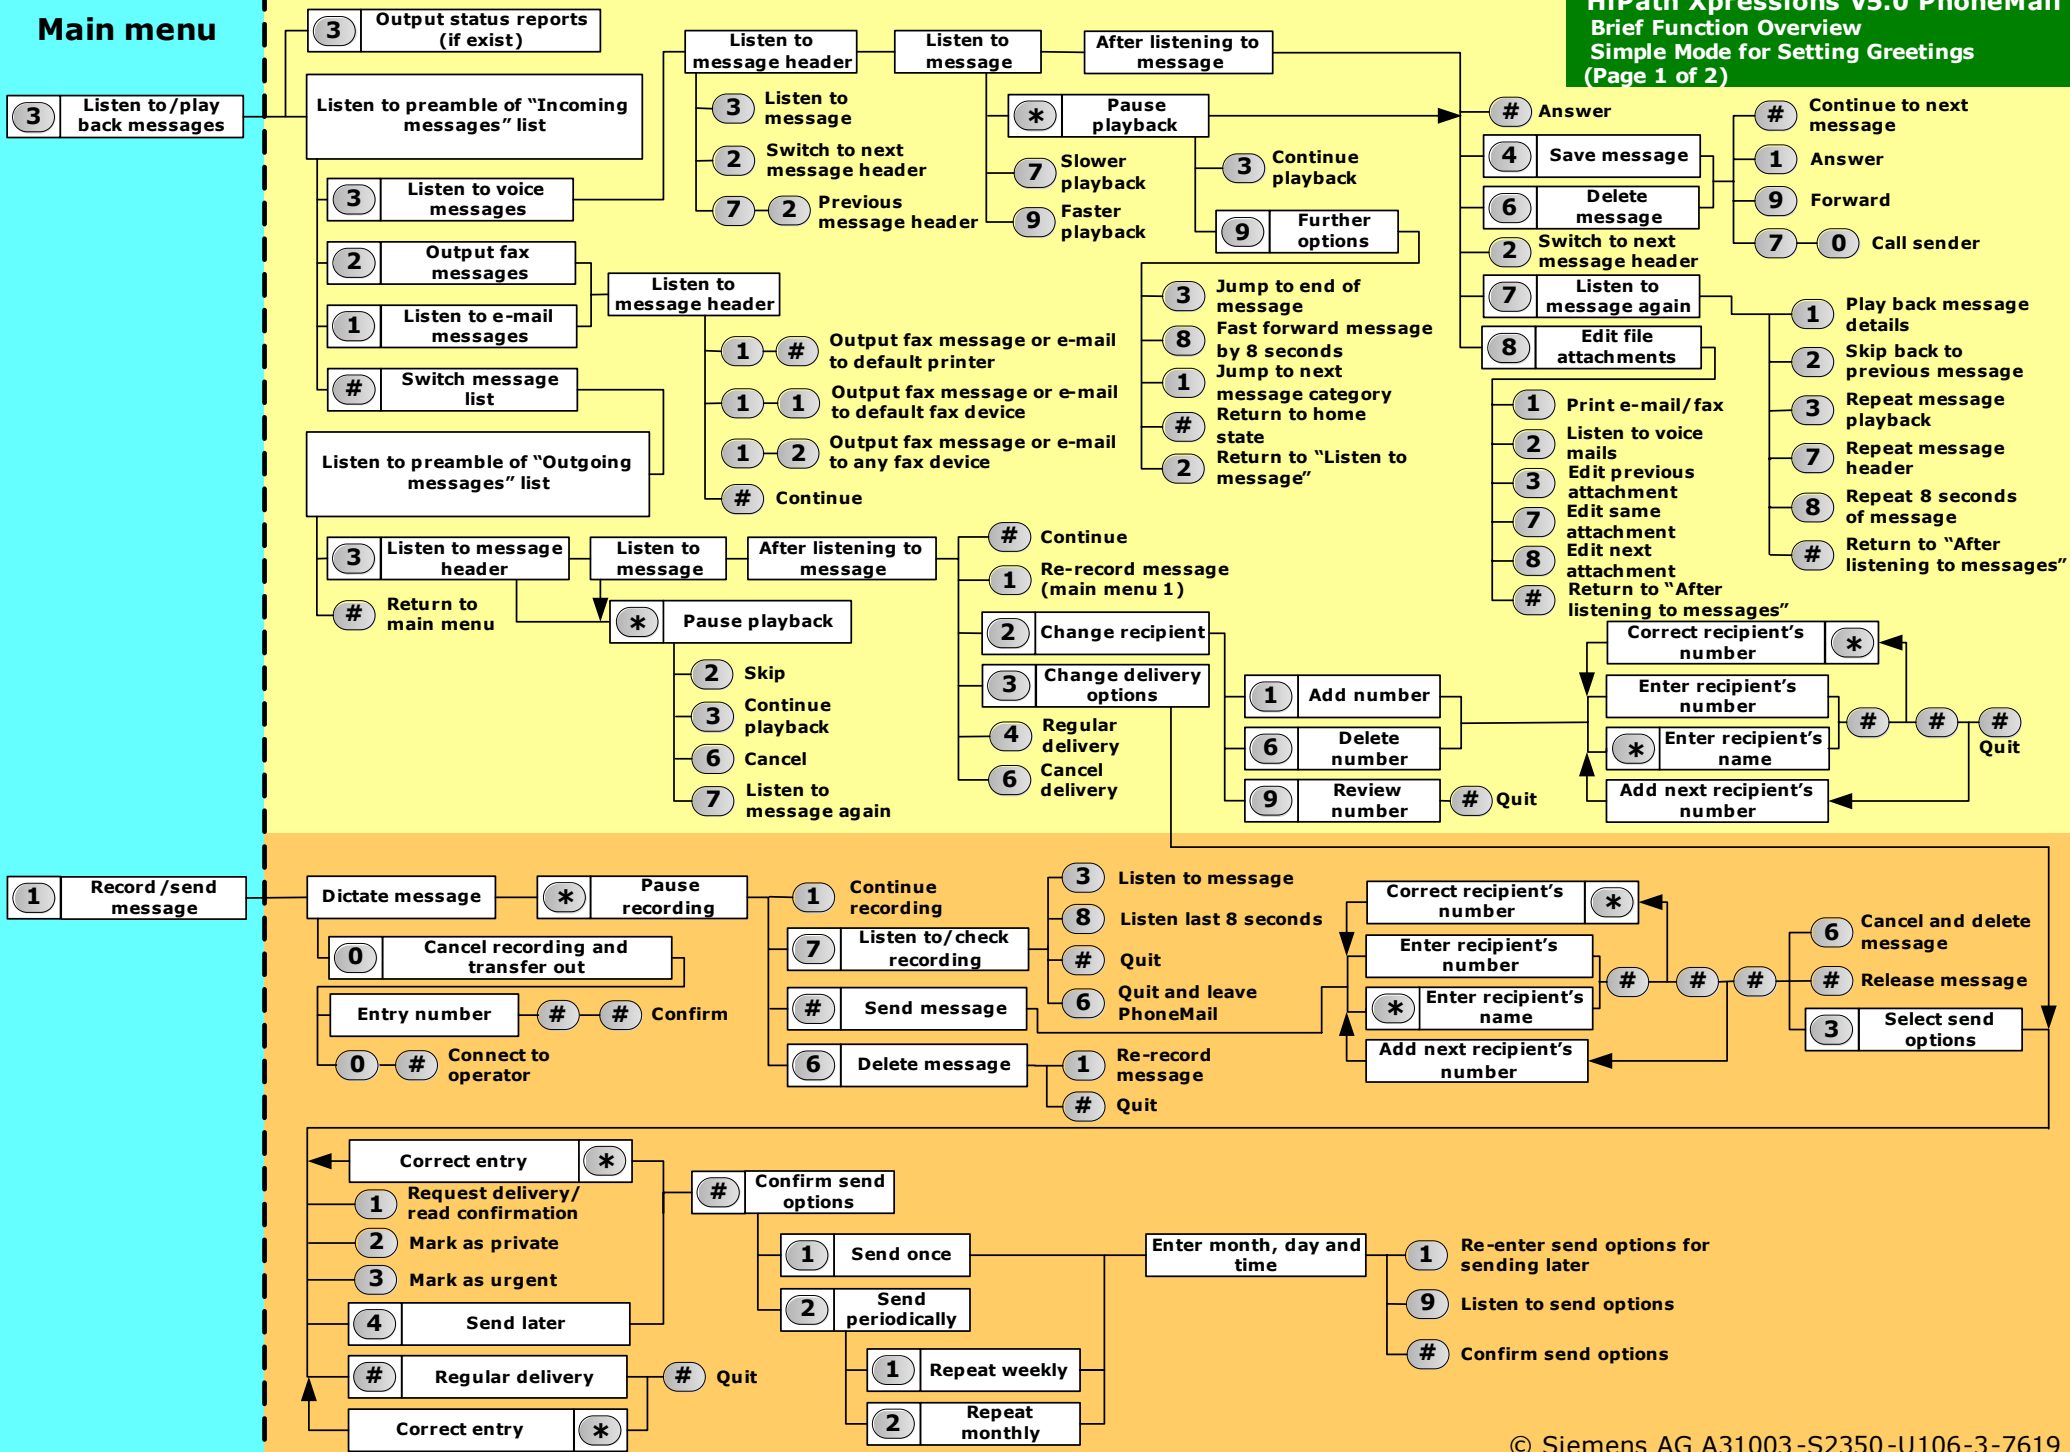 Main menu
HiPath Xpressions V5.0 PhoneMail
Brief Function Overview
Simple Mode for Setting Greetings
(Page 1 of 2)
3 Listen to/play
back messages
3 Output status reports
(if exist)
Listen to preamble of “Incoming
messages” list
3 Listen to voice
messages
2 Output fax
messages
1 Listen to e-mail
messages
# Switch message
list
Listen to preamble of “Outgoing
messages” list
3 Listen to message
header
# Return to
main menu
Listen to
message header
3 Listen to
message
2 Switch to next
message header
7 2 Previous
message header
Listen to
message
* Pause
playback
7 Slower
playback
9 Faster
playback
3 Continue
playback
9 Further
options
3 Jump to end of
message
8 Fast forward message
by 8 seconds
1 Jump to next
message category
# Return to home
state
2 Return to “Listen to
message”
After listening to
message
# Answer
4 Save message
6 Delete
message
2 Switch to next
message header
7 Listen to
message again
8 Edit file
attachments
# Continue to next
message
1 Answer
9 Forward
7 0 Call sender
1 Play back message
details
2 Skip back to
previous message
3 Repeat message
playback
7 Repeat message
header
8 Repeat 8 seconds
of message
# Return to “After
listening to messages”
1 Print e-mail/fax
2 Listen to voice
mails
3 Edit previous
attachment
7 Edit same
attachment
8 Edit next
attachment
# Return to “After
listening to messages”
Listen to
message header
1 # Output fax message or e-mail
to default printer
1 1 Output fax message or e-mail
to default fax device
1 2 Output fax message or e-mail
to any fax device
# Continue
Listen to
message
After listening to
message
* Pause playback
2 Skip
3 Continue
playback
6 Cancel
7 Listen to
message again
# Continue
1 Re-record message
(main menu 1)
2 Change recipient
3 Change delivery
options
4 Regular
delivery
6 Cancel
delivery
1 Add number
6 Delete
number
9 Review
number
# Quit
Correct recipient’s
number *
Enter recipient’s
number
* Enter recipient’s
name
Add next recipient’s
number
# # #
Quit
1 Record /send
message
Dictate message
* Pause
recording
0 Cancel recording and
transfer out
Entry number # # Confirm
0 # Connect to
operator
1 Continue
recording
7 Listen to/check
recording
# Send message
6 Delete message
3 Listen to message
8 Listen last 8 seconds
# Quit
6 Quit and leave
PhoneMail
1 Re-record
message
# Quit
Correct recipient’s
number *
Enter recipient’s
number
* Enter recipient’s
name
Add next recipient’s
number
# # #
6 Cancel and delete
message
# Release message
3 Select send
options
Correct entry *
1 Request delivery/
read confirmation
2 Mark as private
3 Mark as urgent
4 Send later
# Regular delivery # Quit
Correct entry *
# Confirm send
options
1 Send once
2 Send
periodically
1 Repeat weekly
2 Repeat
monthly
Enter month, day and
time
1 Re-enter send options for
sending later
9 Listen to send options
# Confirm send options
© Siemens AG A31003-S2350-U106-3-7619